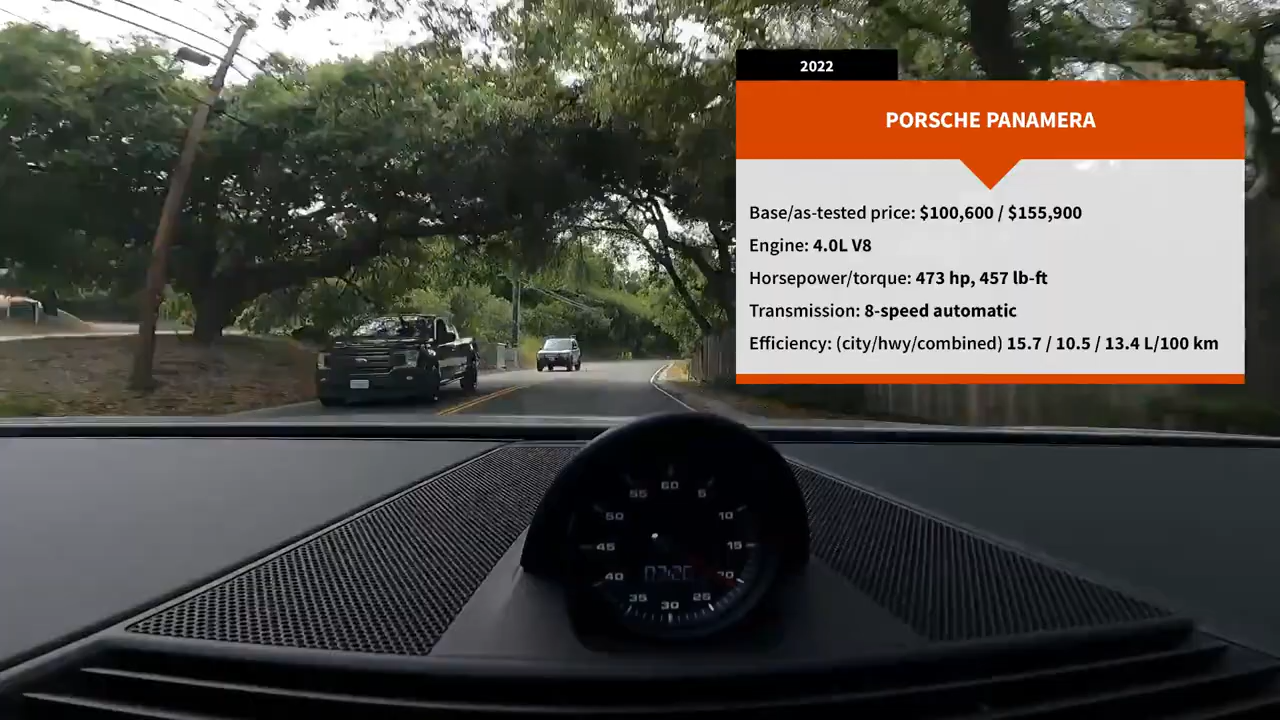 2022
PORSCHE PANAMERA
Base/as-tested price: $100,600 / $155,900
Engine: 4.0L V8
Horsepower/torque: 473 hp, 457 lb-ft
Transmission: 8-speed automatic
Efficiency: (city/hwy/combined) 15.7 / 10.5 / 13.4 L/100 km
60
55
5
50
10
45
15
40
20
35
25
30